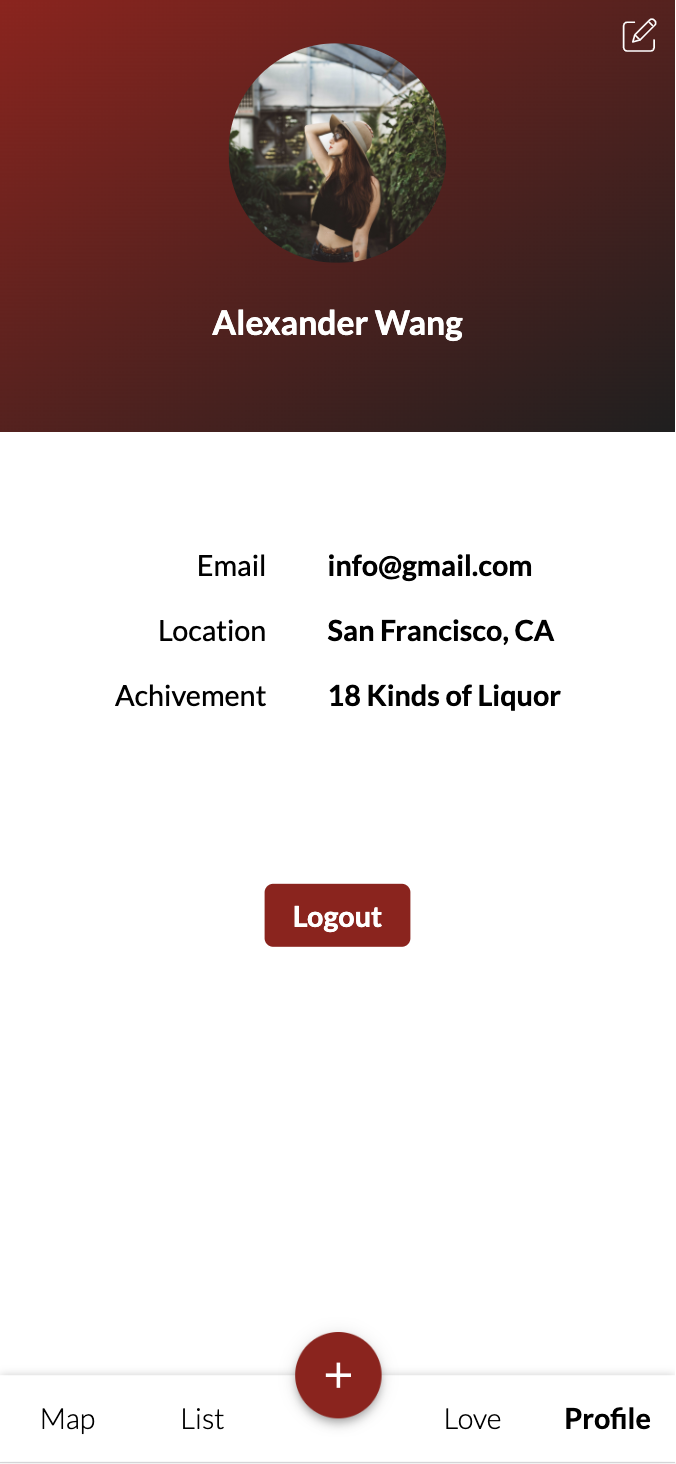 Alexander Wang
Email info@gmail.com
Location San Francisco, CA
Achivement 18 Kinds of Liquor
Logout
+
Map List Love Profile